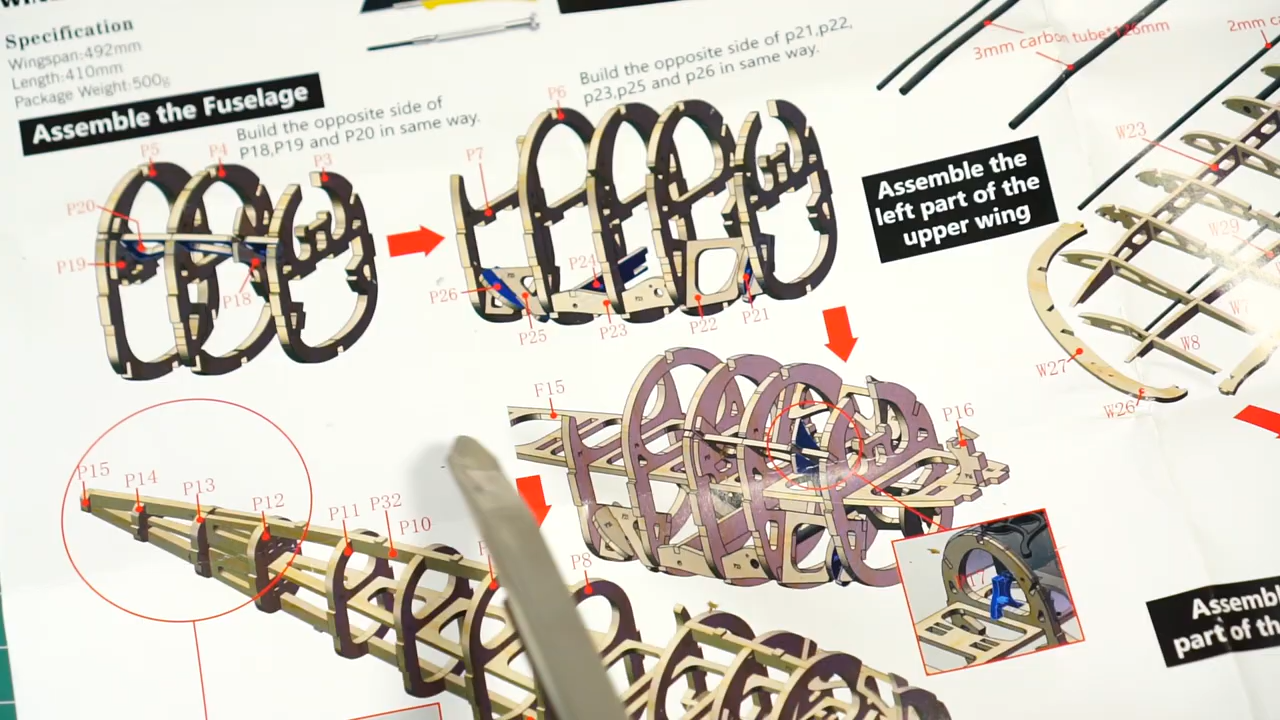 Specification
Wingspan:492mm
Length:410mm
Package Weight:500g
Assemble the Fuselage
Build the opposite side of
P18,P19 and P20 in same way.
Build the opposite side of p21,p22,
p23,p25 and p26 in same way.
3mm carbon tube*126mm
2mm
Assemble the
left part of the
upper wing
P5
P4
P3
P20
P19
P18
P6
P7
P26
P24
P25
P23
P22
P21
W23
W29
W7
W8
W27
W26
F15
P16
P17
P15
P14
P13
P12
P11
P32
P10
P8
part of the